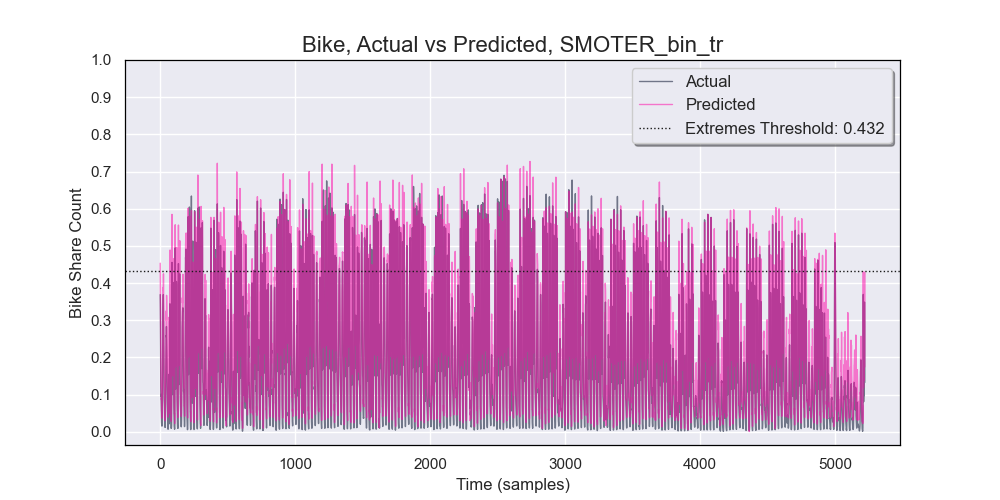 Bike, Actual vs Predicted, SMOTER_bin_tr
Actual
Predicted
Extremes Threshold: 0.432
Bike Share Count
1.0
0.9
0.8
0.7
0.6
0.5
0.4
0.3
0.2
0.1
0.0
0 1000 2000 3000 4000 5000
Time (samples)